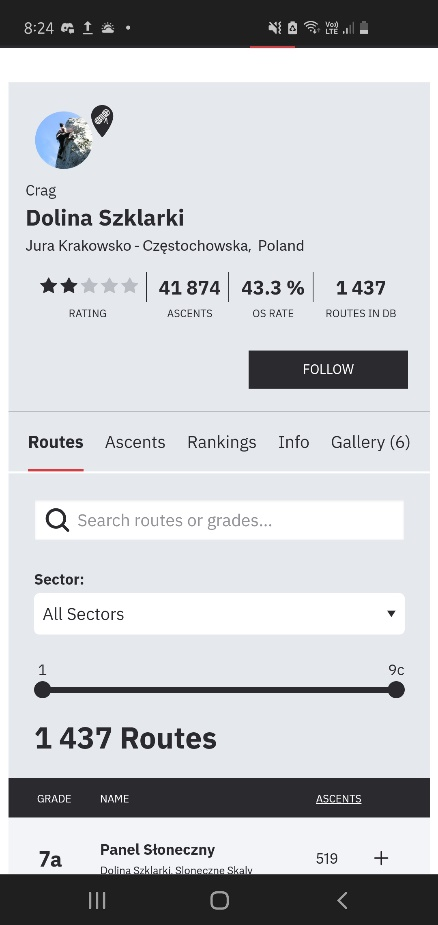 8:24
Vo))
LTE
Crag
Dolina Szklarki
Jura Krakowsko - Częstochowska, Poland
41 874 43.3 % 1 437
RATING ASCENTS OS RATE ROUTES IN DB
FOLLOW
Routes Ascents Rankings Info Gallery (6)
Search routes or grades...
Sector:
All Sectors
1 9c
1 437 Routes
GRADE NAME ASCENTS
7a Panel Słoneczny 519 +
Dolina Szklarki, Słoneczne Skały